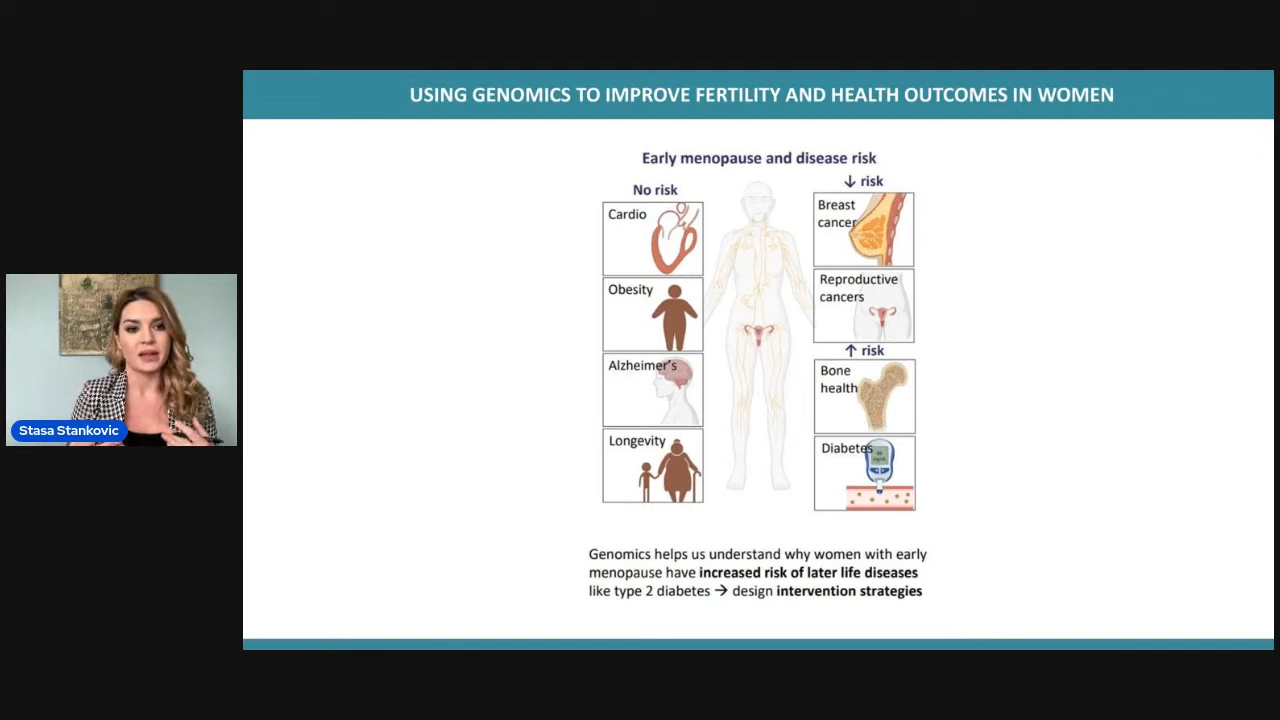 USING GENOMICS TO IMPROVE FERTILITY AND HEALTH OUTCOMES IN WOMEN
Early menopause and disease risk
No risk
Cardio
Obesity
Alzheimer's
Longevity
↓ risk
Breast
cancer
Reproductive
cancers
↑ risk
Bone
health
Diabetes
Genomics helps us understand why women with early
menopause have increased risk of later life diseases
like type 2 diabetes → design intervention strategies
Stasa Stankovic